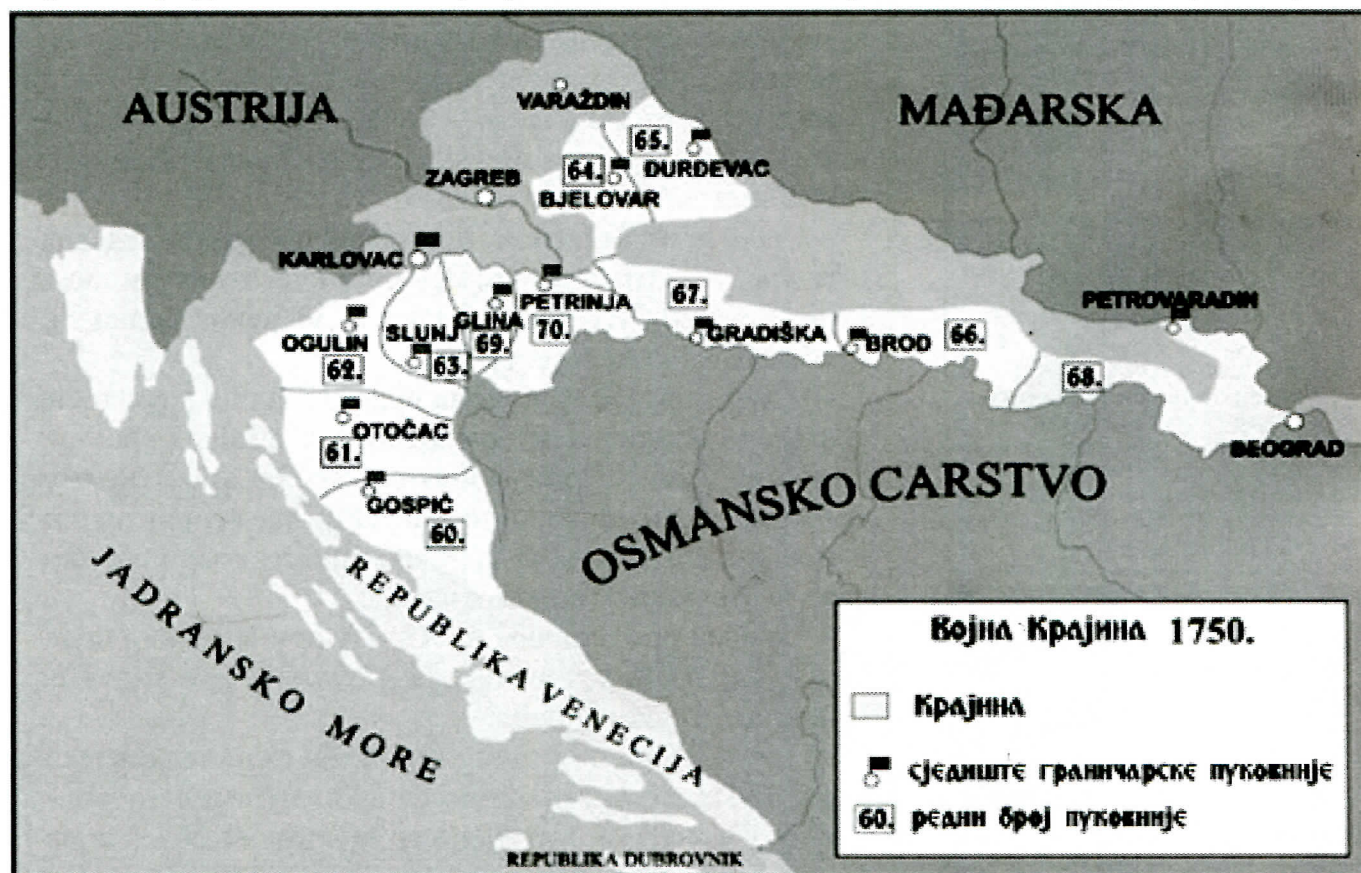 AUSTRIJA
MAĐARSKA
VARAŽDIN
65.
ĐURĐEVAC
64.
BJELOVAR
ZAGREB
KARLOVAC
PETRINJA
70.
GLINA
69.
SLUNJ
63.
OGULIN
62.
67.
GRADIŠKA
BROD
66.
PETROVARADIN
68.
BEOGRAD
OTOČAC
61.
GOSPIĆ
60.
OSMANSKO CARSTVO
REPUBLIKA VENECIJA
JADRANSKO MORE
REPUBLIKA DUBROVNIK
Војна Крајина 1750.
Крајина
сједиште граничарске пуковније
60. редни број пуковније